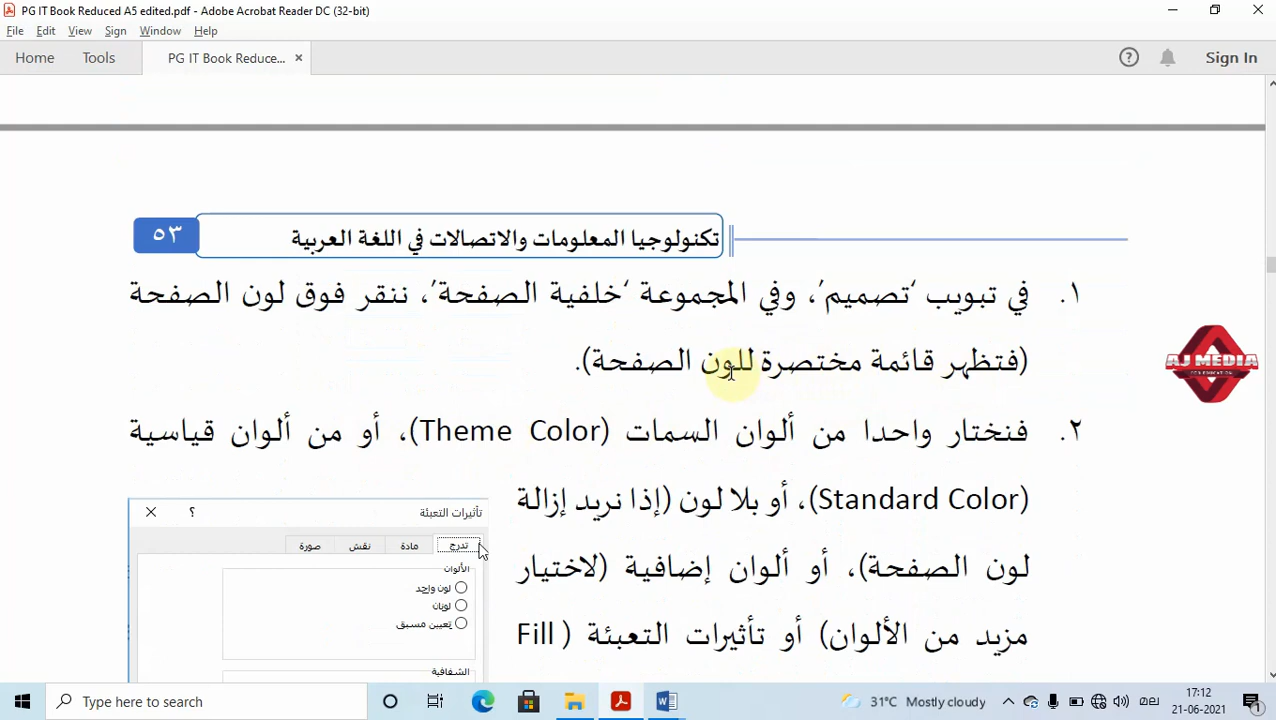 PG IT Book Reduced A5 edited.pdf - Adobe Acrobat Reader DC (32-bit)
File Edit View Sign Window Help
Home Tools PG IT Book Reduce... × Sign In
تكنولوجيا المعلومات والاتصالات في اللغة العربية ٥٣
١. في تبويب ‘تصميم’، وفي المجموعة ‘خلفية الصفحة’، ننقر فوق لون الصفحة
(فتظهر قائمة مختصرة للون الصفحة).
AJ MEDIA
FOR EDUCATION
٢. فنختار واحدا من ألوان السمات (Theme Color)، أو من ألوان قياسية
(Standard Color)، أو بلا لون (إذا نريد إزالة
لون الصفحة)، أو ألوان إضافية (لاختيار
مزيد من الألوان) أو تأثيرات التعبئة (Fill
تأثيرات التعبئة ؟
تدرج مادة نقش صورة
الألوان
لون واحد
لونان
تعيين مسبق
الشفافية
Type here to search
31°C Mostly cloudy
17:12
21-06-2021